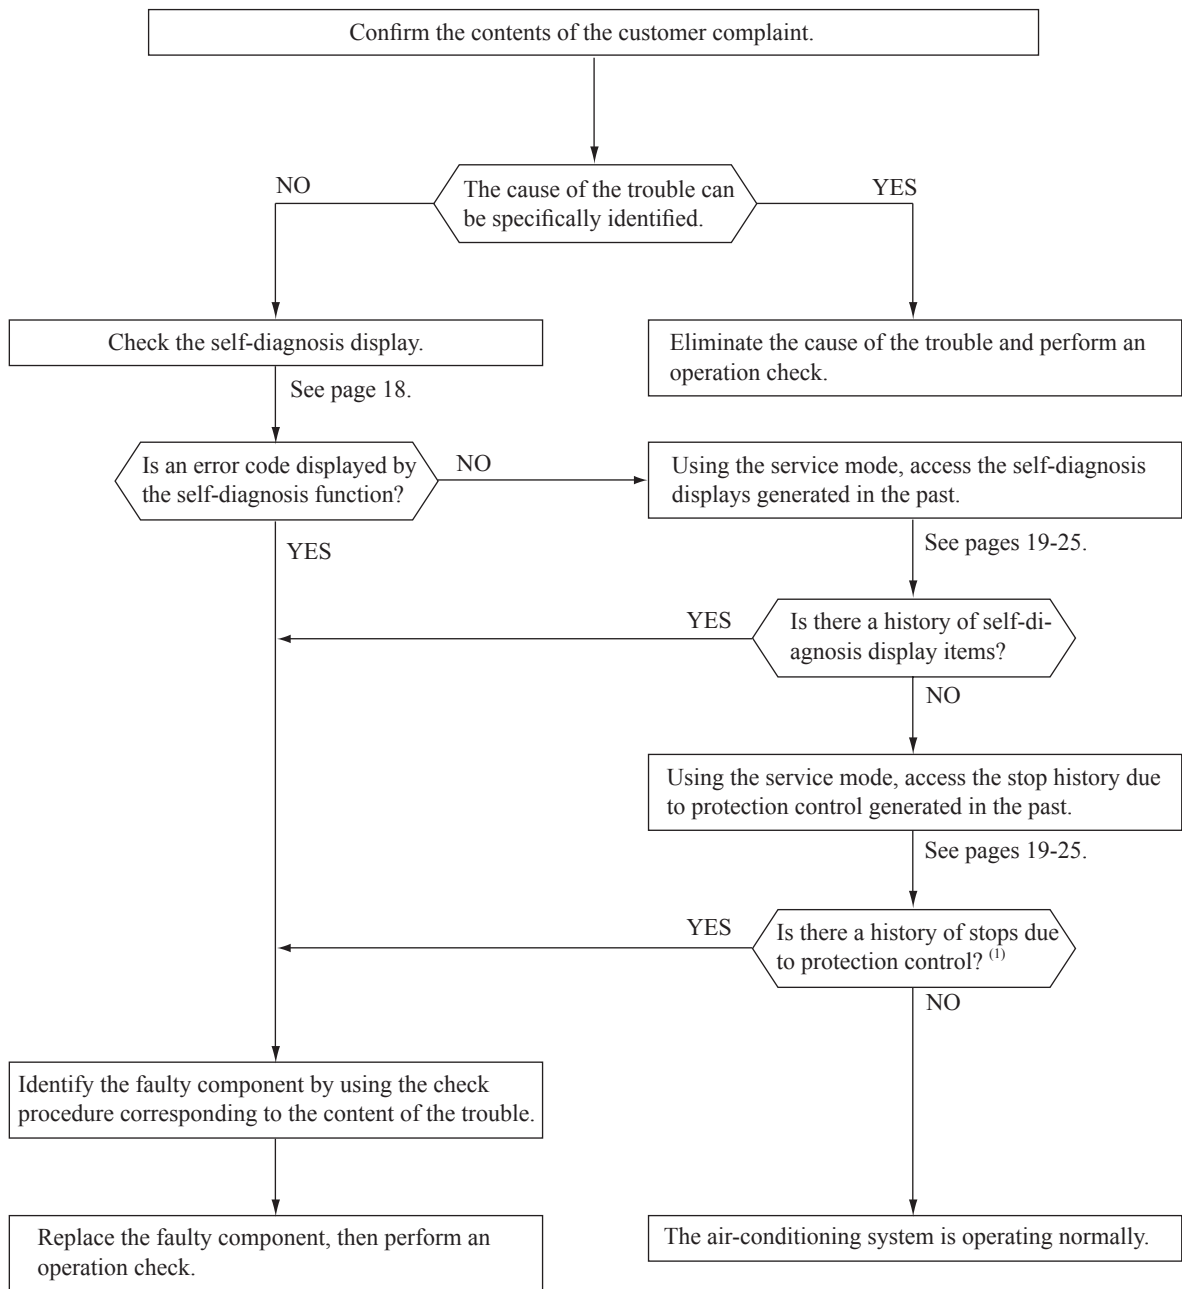 Confirm the contents of the customer complaint.
NO
The cause of the trouble can
be specifically identified.
YES
Check the self-diagnosis display.
Eliminate the cause of the trouble and perform an
operation check.
See page 18.
Is an error code displayed by
the self-diagnosis function?
NO
Using the service mode, access the self-diagnosis
displays generated in the past.
YES
See pages 19-25.
YES
Is there a history of self-di-
agnosis display items?
NO
Using the service mode, access the stop history due
to protection control generated in the past.
See pages 19-25.
YES
Is there a history of stops due
to protection control? (1)
NO
Identify the faulty component by using the check
procedure corresponding to the content of the trouble.
Replace the faulty component, then perform an
operation check.
The air-conditioning system is operating normally.